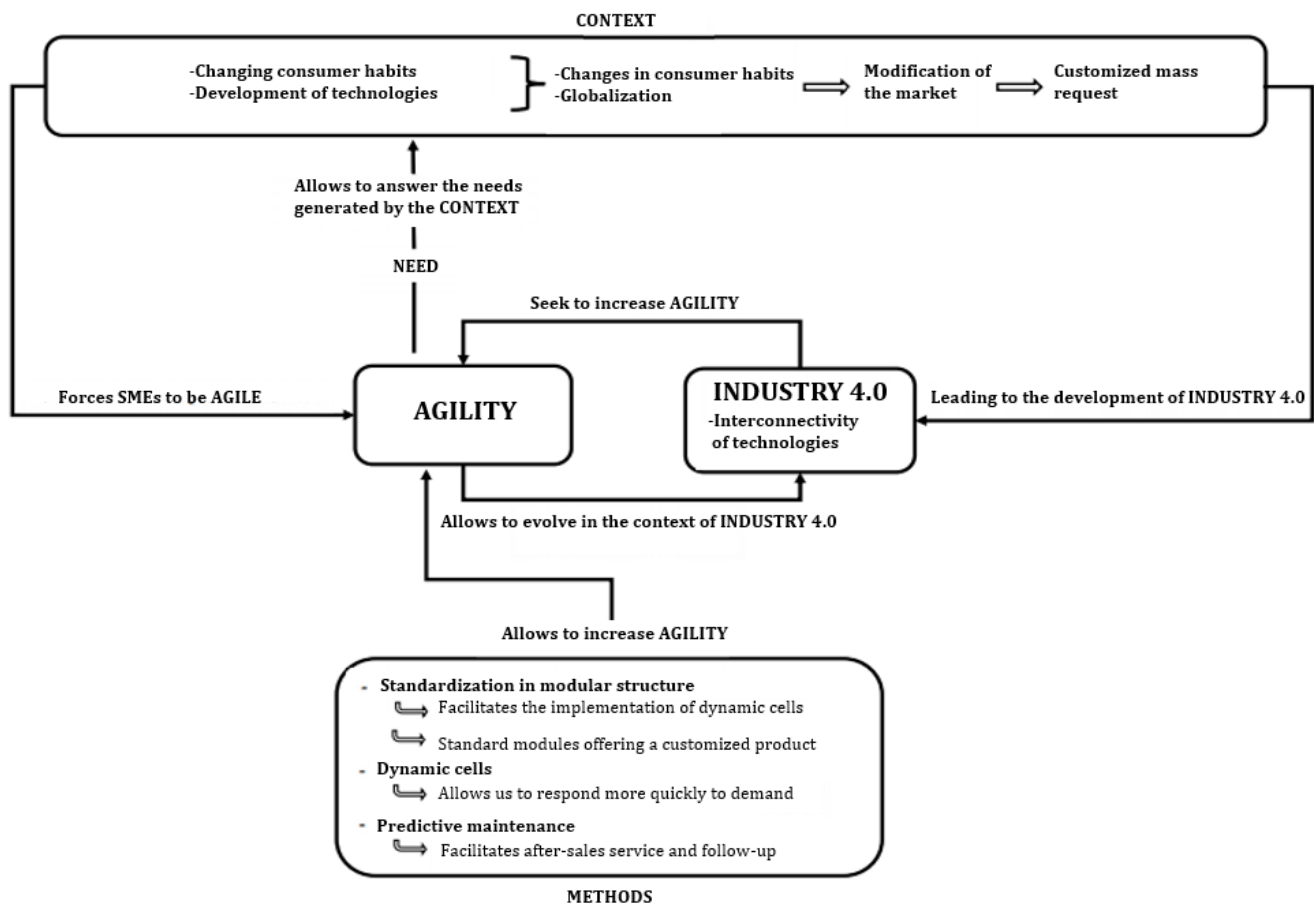 CONTEXT
-Changing consumer habits
-Development of technologies
-Changes in consumer habits
-Globalization
Modification of
the market
Customized mass
request
Allows to answer the needs
generated by the CONTEXT
NEED
Seek to increase AGILITY
Forces SMEs to be AGILE
AGILITY
INDUSTRY 4.0
-Interconnectivity
of technologies
Leading to the development of INDUSTRY 4.0
Allows to evolve in the context of INDUSTRY 4.0
Allows to increase AGILITY
- Standardization in modular structure
Facilitates the implementation of dynamic cells
Standard modules offering a customized product
- Dynamic cells
Allows us to respond more quickly to demand
- Predictive maintenance
Facilitates after-sales service and follow-up
METHODS